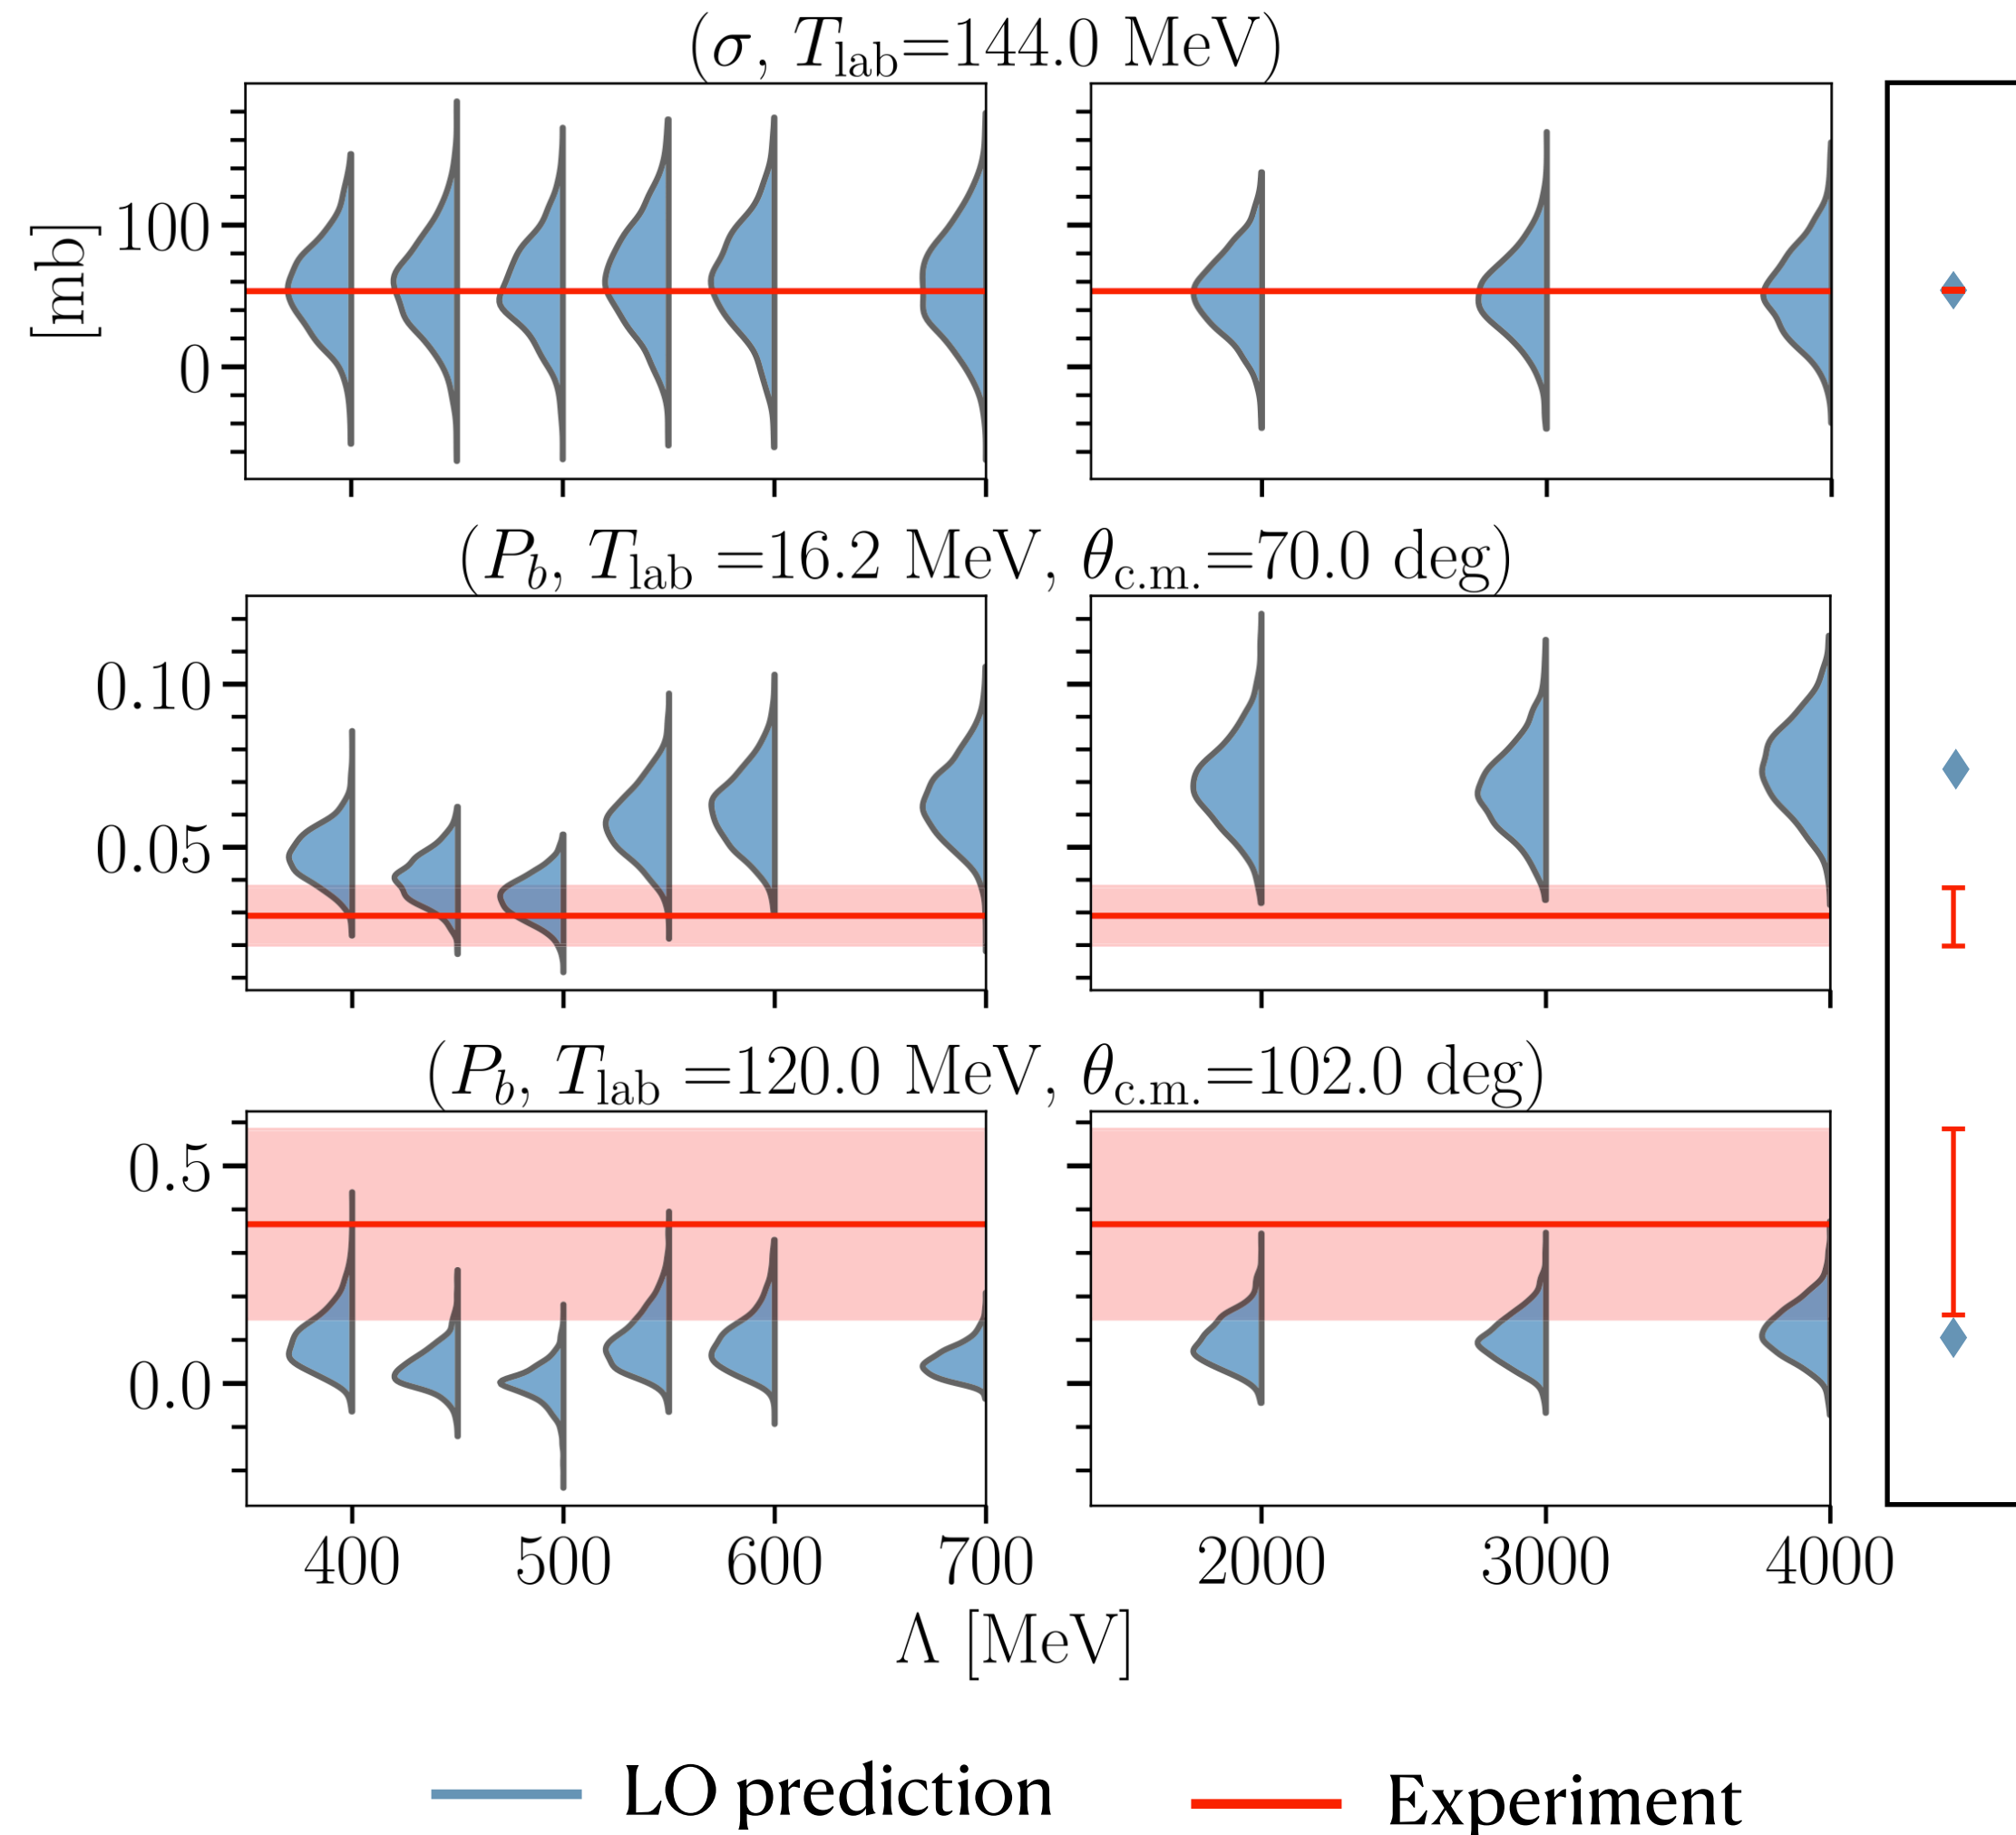 (σ, T_lab=144.0 MeV)
[mb]
100
0
(P_b, T_lab =16.2 MeV, θ_c.m.=70.0 deg)
0.10
0.05
(P_b, T_lab =120.0 MeV, θ_c.m.=102.0 deg)
0.5
0.0
400 500 600 700 2000 3000 4000
Λ [MeV]
LO prediction Experiment